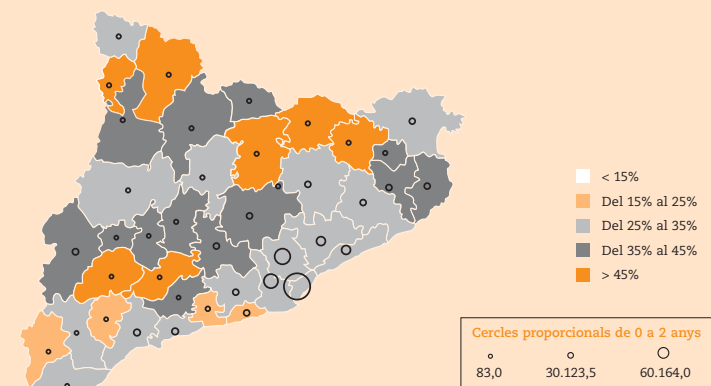 < 15%
Del 15% al 25%
Del 25% al 35%
Del 35% al 45%
> 45%
Cercles proporcionals de 0 a 2 anys
83,0 30.123,5 60.164,0